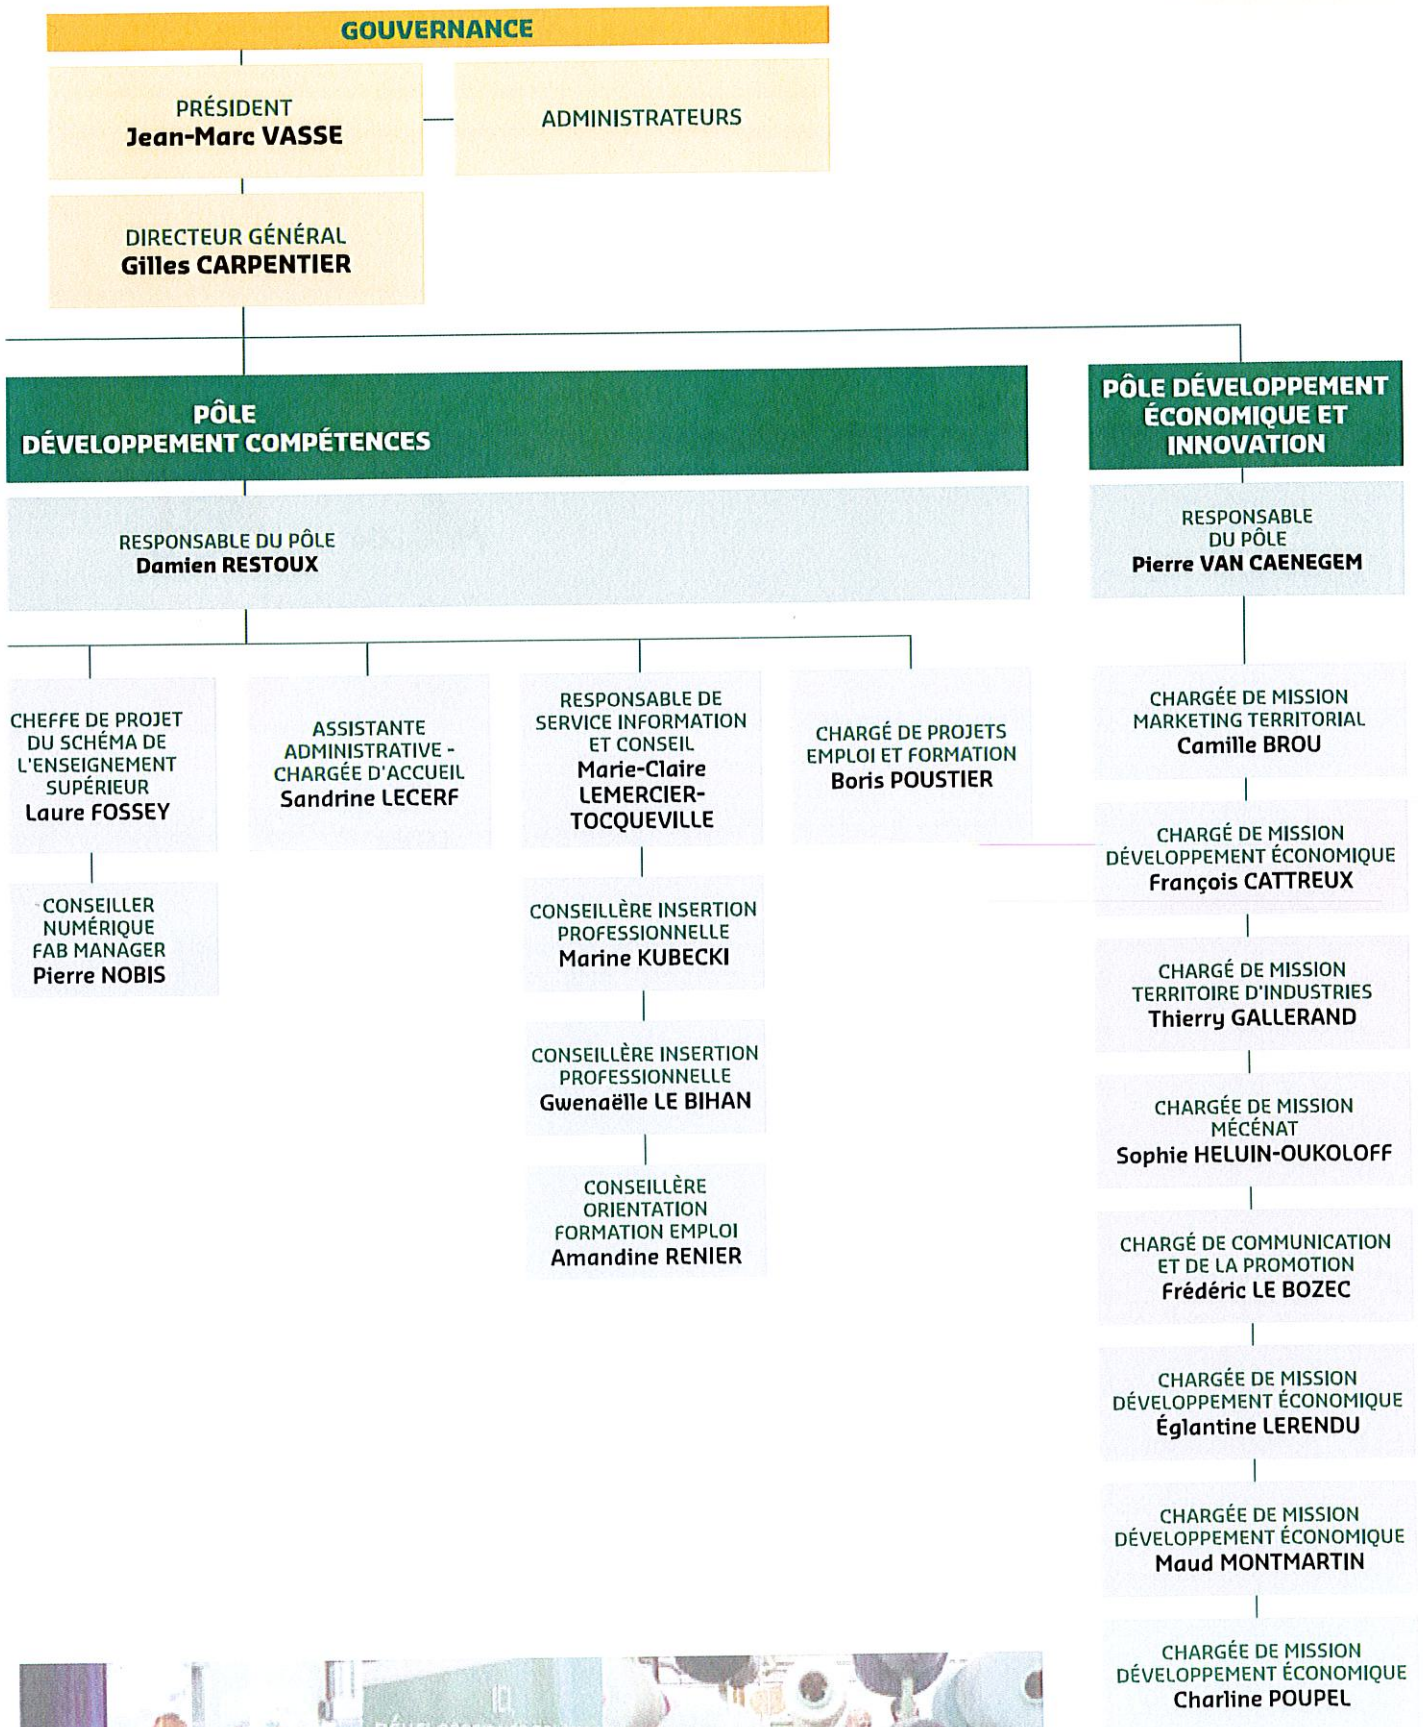 GOUVERNANCE
PRÉSIDENT
Jean-Marc VASSE
ADMINISTRATEURS
DIRECTEUR GÉNÉRAL
Gilles CARPENTIER
PÔLE
DÉVELOPPEMENT COMPÉTENCES
RESPONSABLE DU PÔLE
Damien RESTOUX
CHEFFE DE PROJET
DU SCHÉMA DE
L'ENSEIGNEMENT
SUPÉRIEUR
Laure FOSSEY
CONSEILLER
NUMÉRIQUE
FAB MANAGER
Pierre NOBIS
ASSISTANTE
ADMINISTRATIVE -
CHARGÉE D'ACCUEIL
Sandrine LECERF
RESPONSABLE DE
SERVICE INFORMATION
ET CONSEIL
Marie-Claire
LEMERCIER-
TOCQUEVILLE
CONSEILLÈRE INSERTION
PROFESSIONNELLE
Marine KUBECKI
CONSEILLÈRE INSERTION
PROFESSIONNELLE
Gwenaëlle LE BIHAN
CONSEILLÈRE
ORIENTATION
FORMATION EMPLOI
Amandine RENIER
CHARGÉ DE PROJETS
EMPLOI ET FORMATION
Boris POUSTIER
PÔLE DÉVELOPPEMENT
ÉCONOMIQUE ET
INNOVATION
RESPONSABLE
DU PÔLE
Pierre VAN CAENEGEM
CHARGÉE DE MISSION
MARKETING TERRITORIAL
Camille BROU
CHARGÉ DE MISSION
DÉVELOPPEMENT ÉCONOMIQUE
François CATTREUX
CHARGÉ DE MISSION
TERRITOIRE D'INDUSTRIES
Thierry GALLERAND
CHARGÉE DE MISSION
MÉCÉNAT
Sophie HELUIN-OUKOLOFF
CHARGÉ DE COMMUNICATION
ET DE LA PROMOTION
Frédéric LE BOZEC
CHARGÉE DE MISSION
DÉVELOPPEMENT ÉCONOMIQUE
Églantine LERENDU
CHARGÉE DE MISSION
DÉVELOPPEMENT ÉCONOMIQUE
Maud MONTMARTIN
CHARGÉE DE MISSION
DÉVELOPPEMENT ÉCONOMIQUE
Charline POUPEL